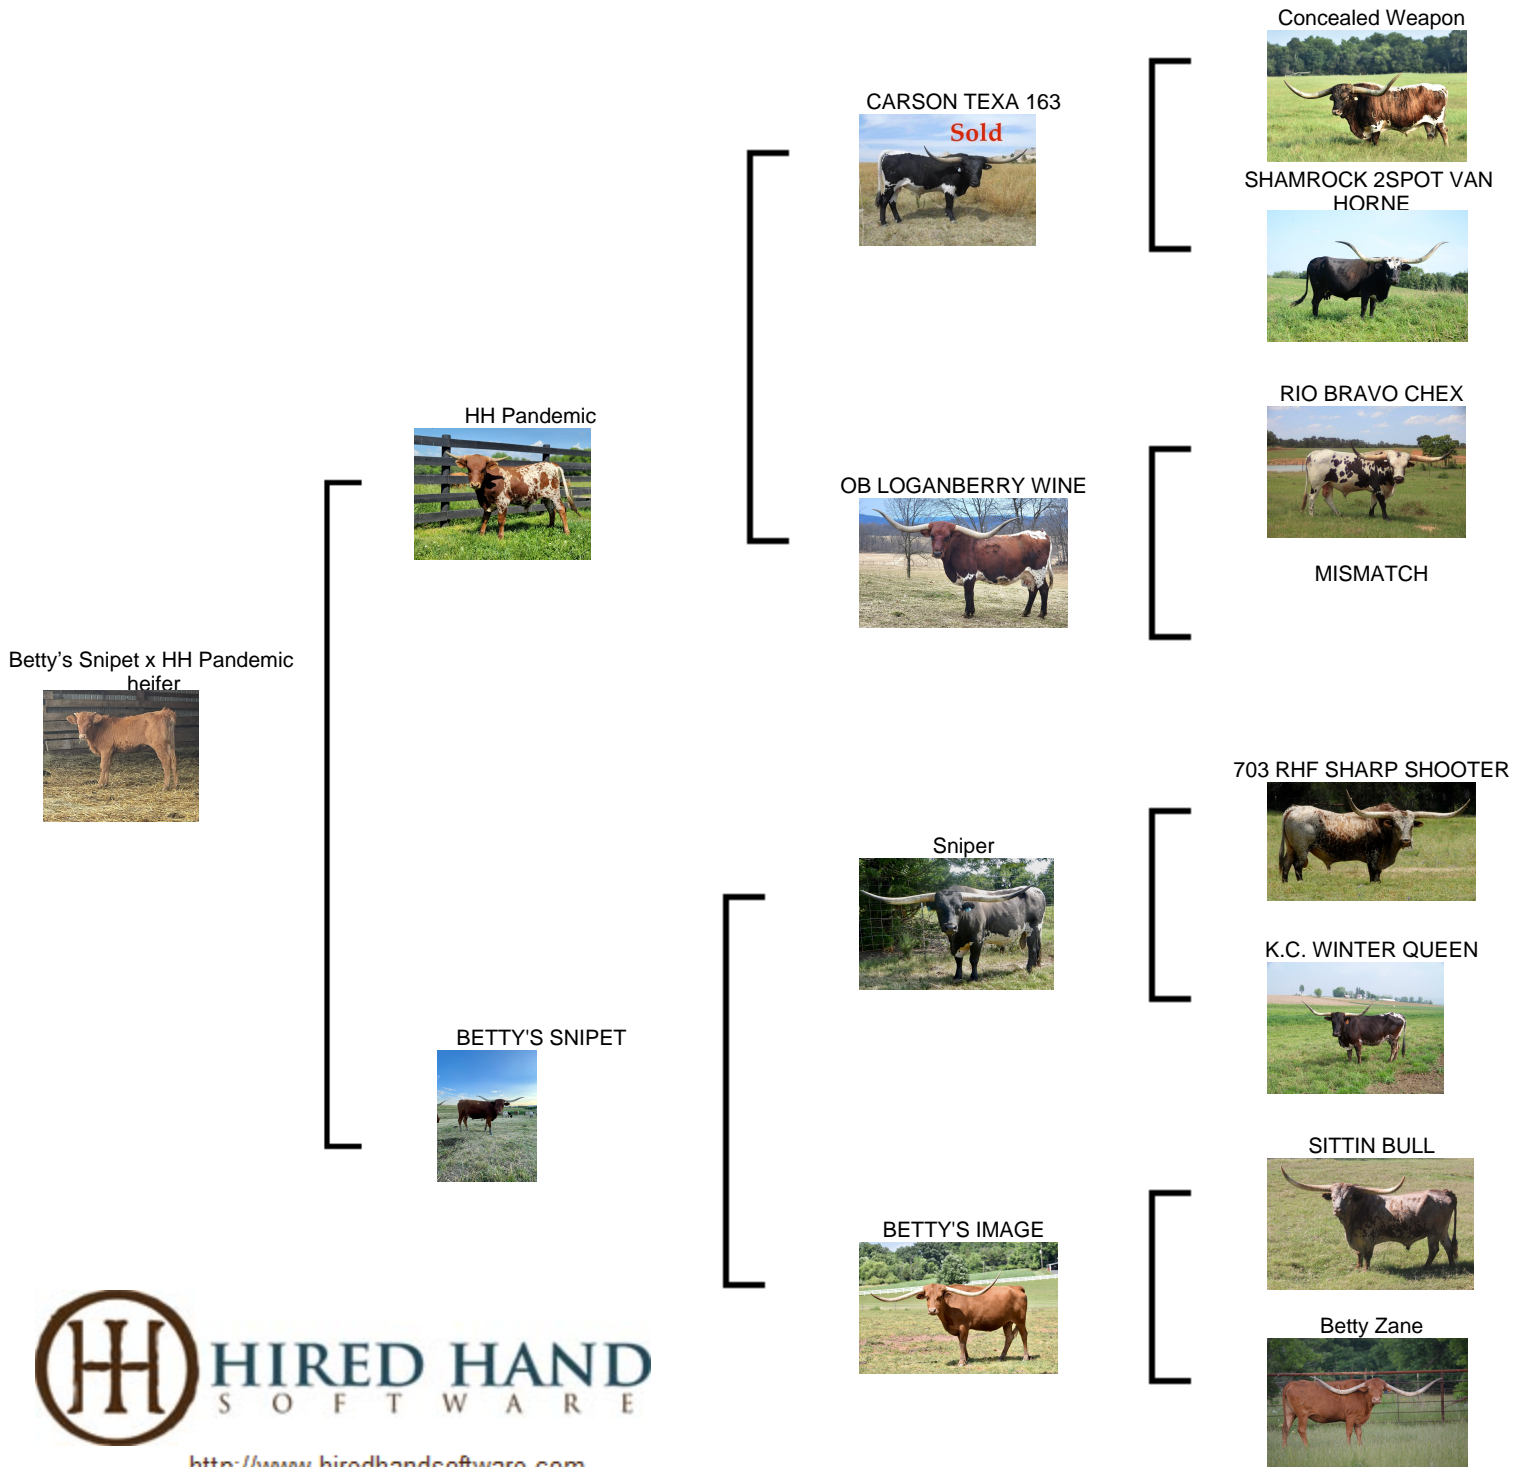 Concealed Weapon
CARSON TEXA 163
Sold
SHAMROCK 2SPOT VAN
HORNE
HH Pandemic
RIO BRAVO CHEX
OB LOGANBERRY WINE
MISMATCH
Betty's Snipet x HH Pandemic
heifer
703 RHF SHARP SHOOTER
Sniper
K.C. WINTER QUEEN
BETTY'S SNIPET
SITTIN BULL
BETTY'S IMAGE
Betty Zane
HH HIRED HAND
SOFTWARE
http://www.hiredhandsoftware.com